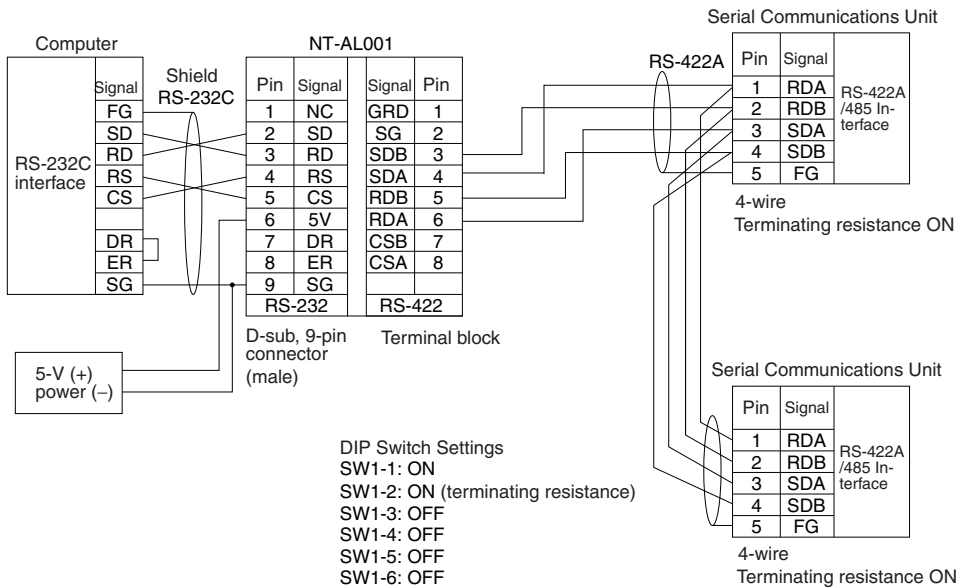 Serial Communications Unit
Computer
NT-AL001
RS-422A
Pin Signal
1 RDA
2 RDB
3 SDA
4 SDB
5 FG
RS-422A
/485 In-
terface
4-wire
Terminating resistance ON
Shield
RS-232C
RS-232C
interface
Signal
FG
SD
RD
RS
CS
DR
ER
SG
Pin Signal Signal Pin
1 NC GRD 1
2 SD SG 2
3 RD SDB 3
4 RS SDA 4
5 CS RDB 5
6 5V RDA 6
7 DR CSB 7
8 ER CSA 8
9 SG
RS-232 RS-422
D-sub, 9-pin
connector
(male)
Terminal block
5-V (+)
power (–)
Serial Communications Unit
Pin Signal
1 RDA
2 RDB
3 SDA
4 SDB
5 FG
RS-422A
/485 In-
terface
4-wire
Terminating resistance ON
DIP Switch Settings
SW1-1: ON
SW1-2: ON (terminating resistance)
SW1-3: OFF
SW1-4: OFF
SW1-5: OFF
SW1-6: OFF